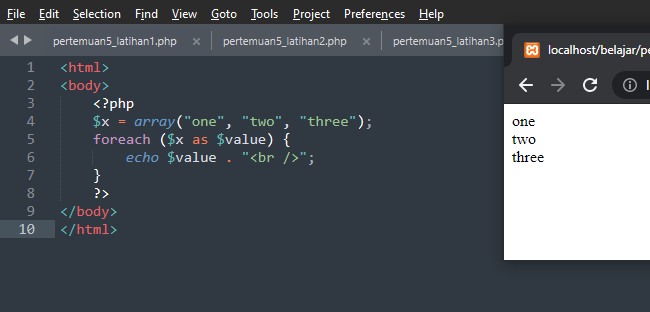 File Edit Selection Find View Goto Tools Project Preferences Help
pertemuan5_latihan1.php × pertemuan5_latihan2.php × pertemuan5_latihan3.p
1 <html>
2 <body>
3 <?php
4 $x = array("one", "two", "three");
5 foreach ($x as $value) {
6 echo $value . "<br />";
7 }
8 ?>
9 </body>
10 </html>
localhost/belajar/pe
one
two
three